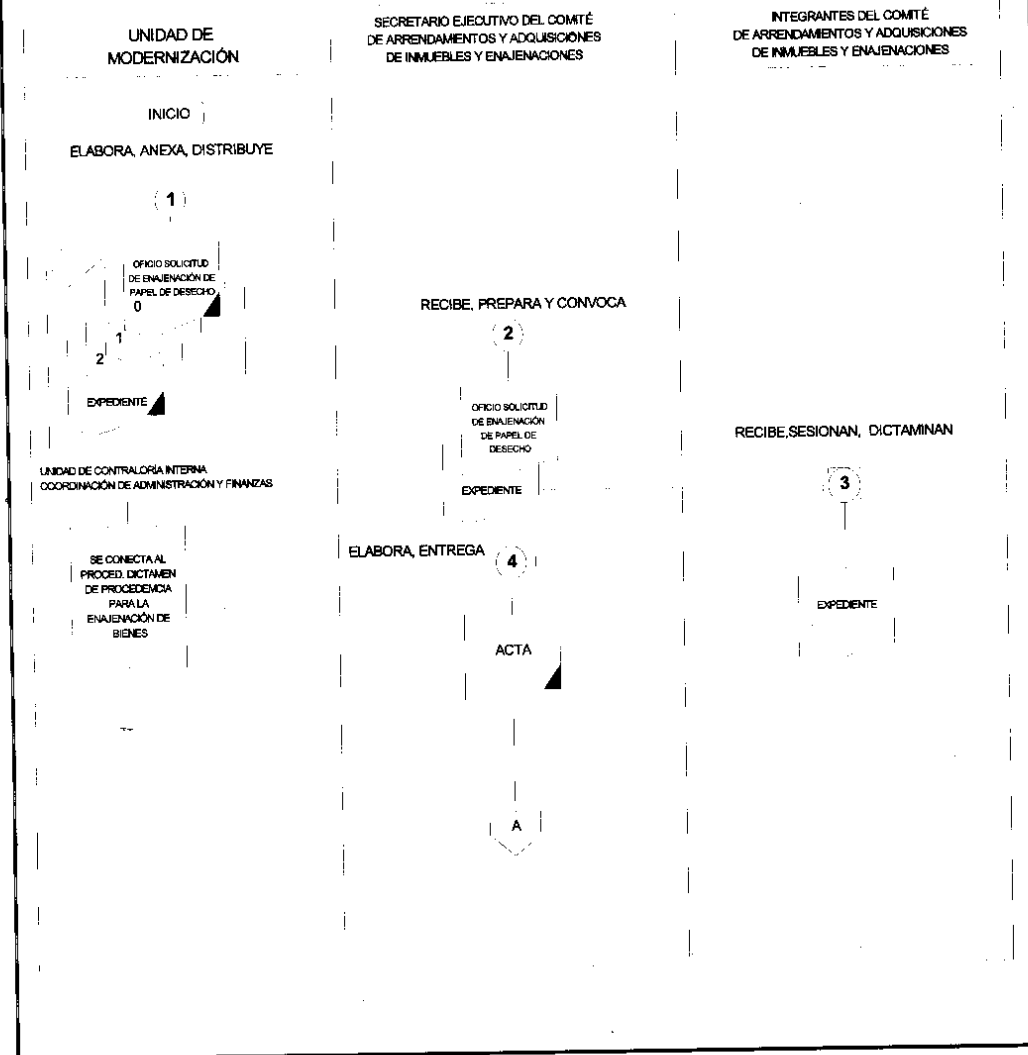 UNIDAD DE
MODERNIZACIÓN
INICIO
ELABORA, ANEXA, DISTRIBUYE
1
OFICIO SOLICITUD
DE ENAJENACIÓN DE
PAPEL DE DESECHO
0
1
2
EXPEDIENTE
UNIDAD DE CONTRALORÍA INTERNA
COORDINACIÓN DE ADMINISTRACIÓN Y FINANZAS
SE CONECTA AL
PROCED. DICTAMEN
DE PROCEDEMCIA
PARA LA
ENAJENACIÓN DE
BIENES
SECRETARIO EJECUTIVO DEL COMITÉ
DE ARRENDAMIENTOS Y ADQUISICIONES
DE INMUEBLES Y ENAJENACIONES
RECIBE, PREPARA Y CONVOCA
2
OFICIO SOLICITUD
DE ENAJENACIÓN
DE PAPEL DE
DESECHO
EXPEDIENTE
ELABORA, ENTREGA
4
ACTA
A
INTEGRANTES DEL COMITÉ
DE ARRENDAMIENTOS Y ADQUISICIONES
DE INMUEBLES Y ENAJENACIONES
RECIBE,SESIONAN, DICTAMINAN
3
EXPEDIENTE